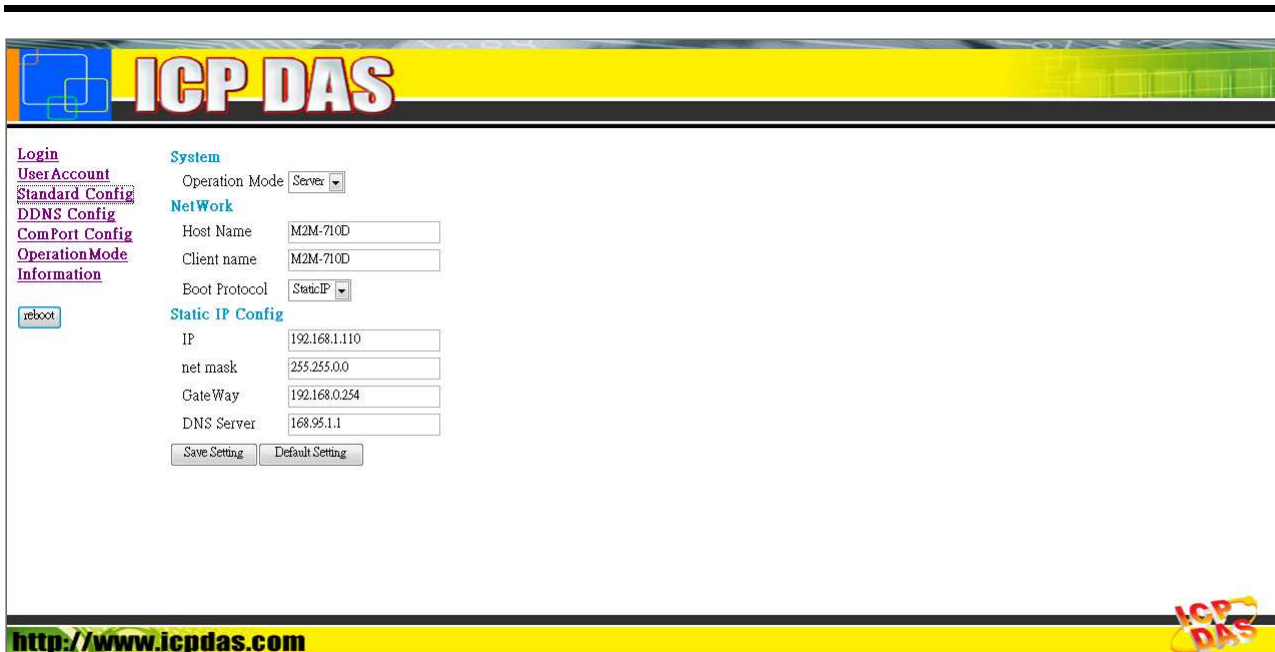 ICP DAS
Login
UserAccount
Standard Config
DDNS Config
ComPort Config
OperationMode
Information
reboot
System
Operation Mode Server
NetWork
Host Name M2M-710D
Client name M2M-710D
Boot Protocol StaticIP
Static IP Config
IP 192.168.1.110
net mask 255.255.0.0
GateWay 192.168.0.254
DNS Server 168.95.1.1
Save Setting Default Setting
http://www.icpdas.com
ICP DAS